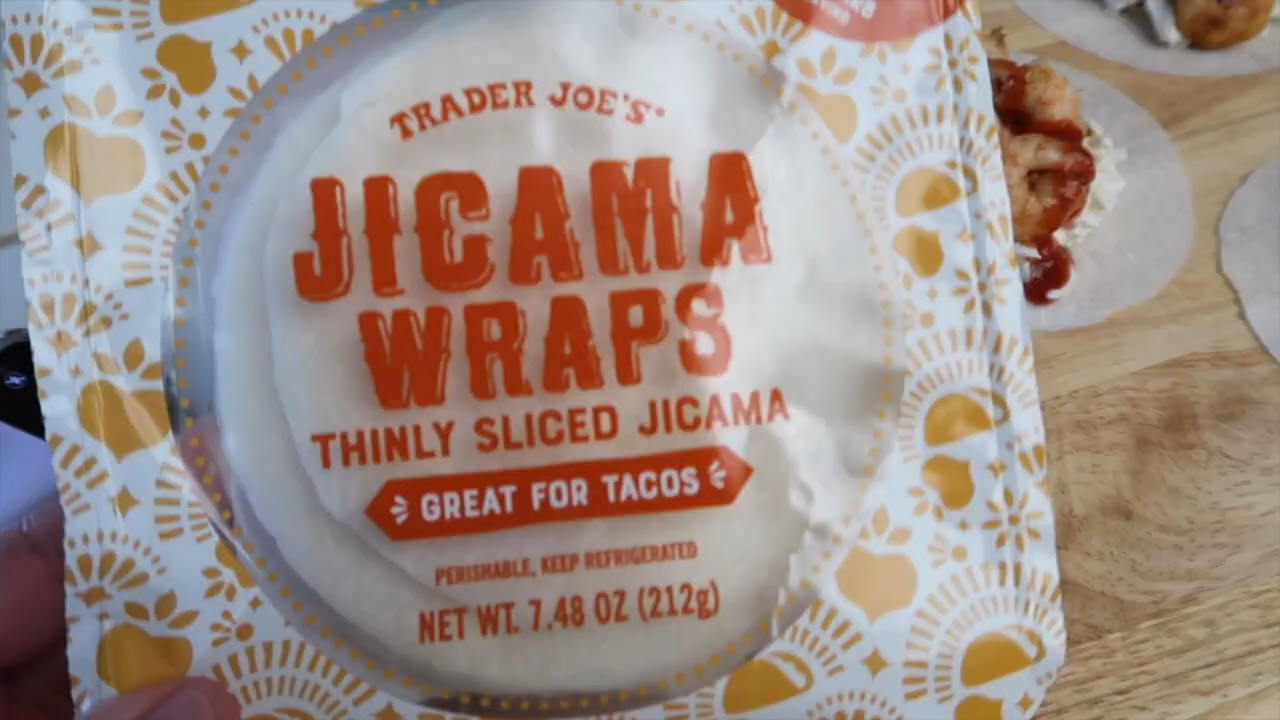 TRADER JOE'S
JICAMA
WRAPS
THINLY SLICED JICAMA
GREAT FOR TACOS
PERISHABLE, KEEP REFRIGERATED
NET WT. 7.48 OZ (212g)